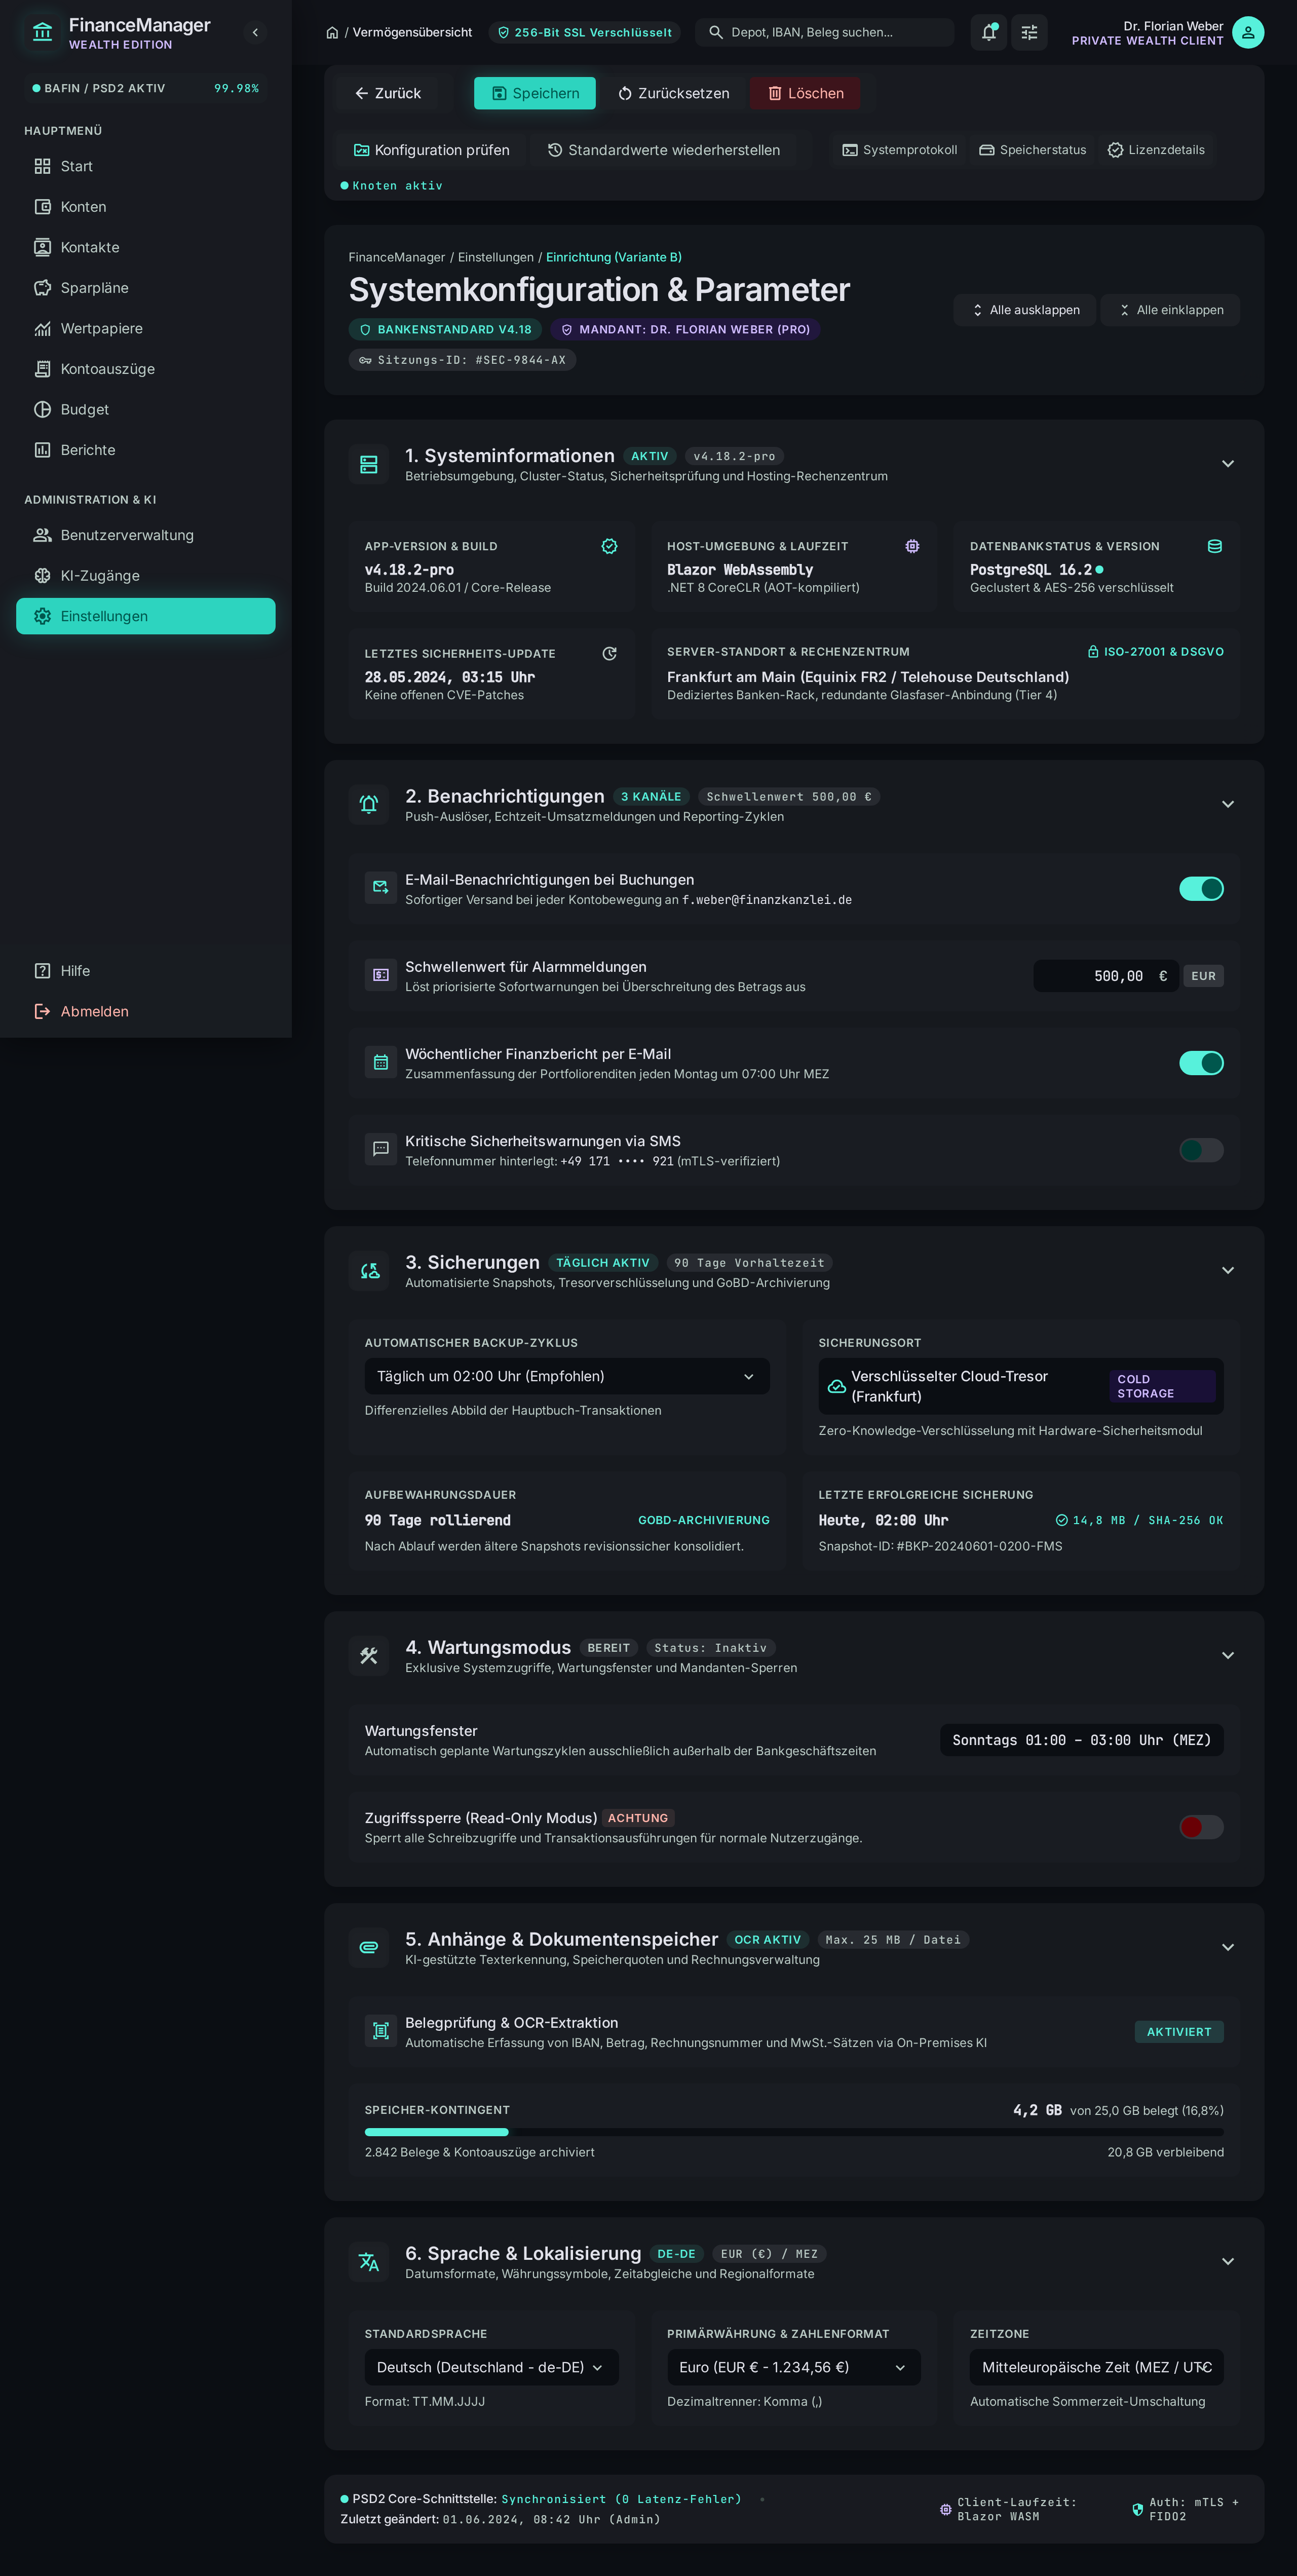 FinanceManager
WEALTH EDITION
BAFIN / PSD2 AKTIV 99.98%
HAUPTMENÜ
Start
Konten
Kontakte
Sparpläne
Wertpapiere
Kontoauszüge
Budget
Berichte
ADMINISTRATION & KI
Benutzerverwaltung
KI-Zugänge
Einstellungen
Hilfe
Abmelden
/ Vermögensübersicht
256-Bit SSL Verschlüsselt
Depot, IBAN, Beleg suchen...
Dr. Florian Weber
PRIVATE WEALTH CLIENT
Zurück
Speichern
Zurücksetzen
Löschen
Konfiguration prüfen
Standardwerte wiederherstellen
Systemprotokoll
Speicherstatus
Lizenzdetails
Knoten aktiv
FinanceManager / Einstellungen / Einrichtung (Variante B)
Systemkonfiguration & Parameter
BANKENSTANDARD V4.18
MANDANT: DR. FLORIAN WEBER (PRO)
Sitzungs-ID: #SEC-9844-AX
Alle ausklappen
Alle einklappen
1. Systeminformationen AKTIV v4.18.2-pro
Betriebsumgebung, Cluster-Status, Sicherheitsprüfung und Hosting-Rechenzentrum
APP-VERSION & BUILD
v4.18.2-pro
Build 2024.06.01 / Core-Release
HOST-UMGEBUNG & LAUFZEIT
Blazor WebAssembly
.NET 8 CoreCLR (AOT-kompiliert)
DATENBANKSTATUS & VERSION
PostgreSQL 16.2
Geclustert & AES-256 verschlüsselt
LETZTES SICHERHEITS-UPDATE
28.05.2024, 03:15 Uhr
Keine offenen CVE-Patches
SERVER-STANDORT & RECHENZENTRUM
ISO-27001 & DSGVO
Frankfurt am Main (Equinix FR2 / Telehouse Deutschland)
Dediziertes Banken-Rack, redundante Glasfaser-Anbindung (Tier 4)
2. Benachrichtigungen 3 KANÄLE Schwellenwert 500,00 €
Push-Auslöser, Echtzeit-Umsatzmeldungen und Reporting-Zyklen
E-Mail-Benachrichtigungen bei Buchungen
Sofortiger Versand bei jeder Kontobewegung an f.weber@finanzkanzlei.de
Schwellenwert für Alarmmeldungen
Löst priorisierte Sofortwarnungen bei Überschreitung des Betrags aus
500,00 € EUR
Wöchentlicher Finanzbericht per E-Mail
Zusammenfassung der Portfoliorenditen jeden Montag um 07:00 Uhr MEZ
Kritische Sicherheitswarnungen via SMS
Telefonnummer hinterlegt: +49 171 •••• 921 (mTLS-verifiziert)
3. Sicherungen TÄGLICH AKTIV 90 Tage Vorhaltezeit
Automatisierte Snapshots, Tresorverschlüsselung und GoBD-Archivierung
AUTOMATISCHER BACKUP-ZYKLUS
Täglich um 02:00 Uhr (Empfohlen)
Differenzielles Abbild der Hauptbuch-Transaktionen
SICHERUNGSORT
Verschlüsselter Cloud-Tresor
(Frankfurt)
COLD
STORAGE
Zero-Knowledge-Verschlüsselung mit Hardware-Sicherheitsmodul
AUFBEWAHRUNGSDAUER
90 Tage rollierend
GOBD-ARCHIVIERUNG
Nach Ablauf werden ältere Snapshots revisionssicher konsolidiert.
LETZTE ERFOLGREICHE SICHERUNG
Heute, 02:00 Uhr
14,8 MB / SHA-256 OK
Snapshot-ID: #BKP-20240601-0200-FMS
4. Wartungsmodus BEREIT Status: Inaktiv
Exklusive Systemzugriffe, Wartungsfenster und Mandanten-Sperren
Wartungsfenster
Automatisch geplante Wartungszyklen ausschließlich außerhalb der Bankgeschäftszeiten
Sonntags 01:00 – 03:00 Uhr (MEZ)
Zugriffssperre (Read-Only Modus) ACHTUNG
Sperrt alle Schreibzugriffe und Transaktionsausführungen für normale Nutzerzugänge.
5. Anhänge & Dokumentenspeicher OCR AKTIV Max. 25 MB / Datei
KI-gestützte Texterkennung, Speicherquoten und Rechnungsverwaltung
Belegprüfung & OCR-Extraktion
Automatische Erfassung von IBAN, Betrag, Rechnungsnummer und MwSt.-Sätzen via On-Premises KI
AKTIVIERT
SPEICHER-KONTINGENT
4,2 GB von 25,0 GB belegt (16,8%)
2.842 Belege & Kontoauszüge archiviert
20,8 GB verbleibend
6. Sprache & Lokalisierung DE-DE EUR (€) / MEZ
Datumsformate, Währungssymbole, Zeitabgleiche und Regionalformate
STANDARDSPRACHE
Deutsch (Deutschland - de-DE)
Format: TT.MM.JJJJ
PRIMÄRWÄHRUNG & ZAHLENFORMAT
Euro (EUR € - 1.234,56 €)
Dezimaltrenner: Komma (,)
ZEITZONE
Mitteleuropäische Zeit (MEZ / UTC
Automatische Sommerzeit-Umschaltung
PSD2 Core-Schnittstelle: Synchronisiert (0 Latenz-Fehler) •
Zuletzt geändert: 01.06.2024, 08:42 Uhr (Admin)
Client-Laufzeit:
Blazor WASM
Auth: mTLS +
FIDO2